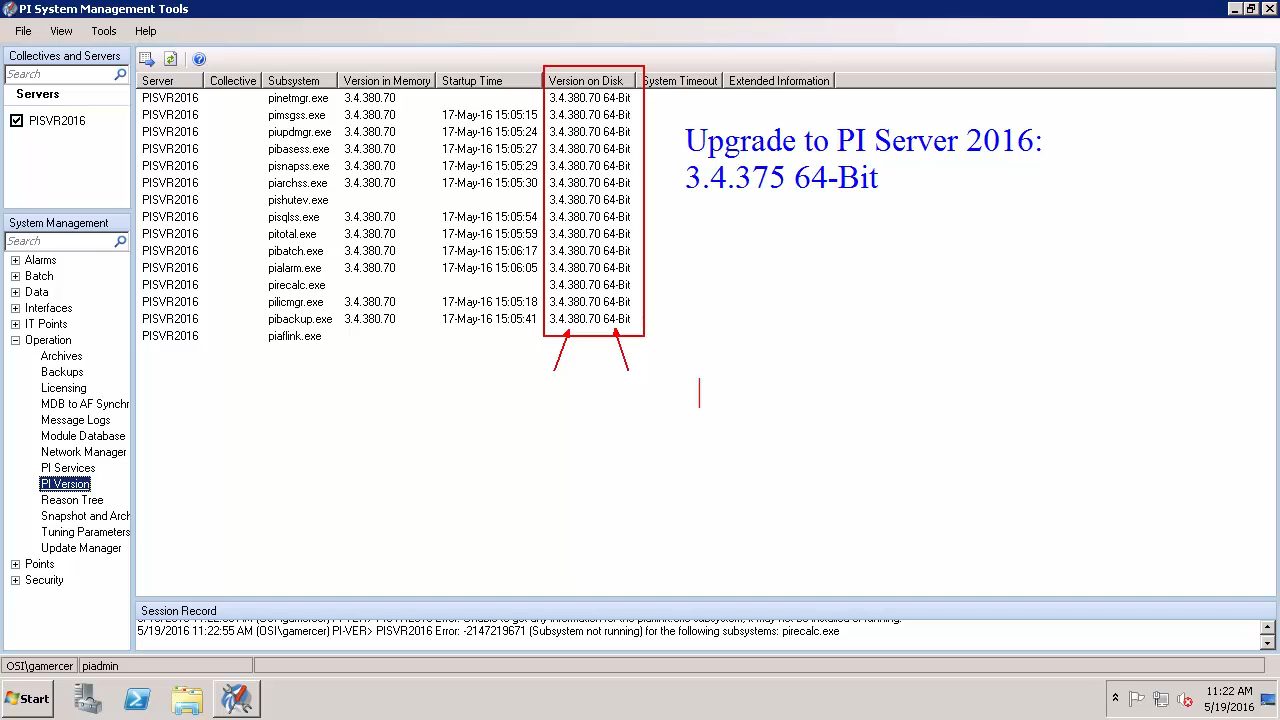 PI System Management Tools
File View Tools Help
Collectives and Servers
Search
Servers
PISVR2016
System Management
Search
Alarms
Batch
Data
Interfaces
IT Points
Operation
Archives
Backups
Licensing
MDB to AF Synchr
Message Logs
Module Database
Network Manager
PI Services
PI Version
Reason Tree
Snapshot and Arch
Tuning Parameters
Update Manager
Points
Security
Server Collective Subsystem Version in Memory Startup Time Version on Disk System Timeout Extended Information
PISVR2016 pinetmgr.exe 3.4.380.70 3.4.380.70 64-Bit
PISVR2016 pimsgss.exe 3.4.380.70 17-May-16 15:05:15 3.4.380.70 64-Bit
PISVR2016 piupdmgr.exe 3.4.380.70 17-May-16 15:05:24 3.4.380.70 64-Bit
PISVR2016 pibasess.exe 3.4.380.70 17-May-16 15:05:27 3.4.380.70 64-Bit
PISVR2016 pisnapss.exe 3.4.380.70 17-May-16 15:05:29 3.4.380.70 64-Bit
PISVR2016 piarchss.exe 3.4.380.70 17-May-16 15:05:30 3.4.380.70 64-Bit
PISVR2016 pishutev.exe 3.4.380.70 64-Bit
PISVR2016 pisqlss.exe 3.4.380.70 17-May-16 15:05:54 3.4.380.70 64-Bit
PISVR2016 pitotal.exe 3.4.380.70 17-May-16 15:05:59 3.4.380.70 64-Bit
PISVR2016 pibatch.exe 3.4.380.70 17-May-16 15:06:17 3.4.380.70 64-Bit
PISVR2016 pialarm.exe 3.4.380.70 17-May-16 15:06:05 3.4.380.70 64-Bit
PISVR2016 pirecalc.exe 3.4.380.70 64-Bit
PISVR2016 pilicmgr.exe 3.4.380.70 17-May-16 15:05:18 3.4.380.70 64-Bit
PISVR2016 pibackup.exe 3.4.380.70 17-May-16 15:05:41 3.4.380.70 64-Bit
PISVR2016 piaflink.exe
Upgrade to PI Server 2016:
3.4.375 64-Bit
Session Record
5/19/2016 11:22:55 AM (OSI\gamercer) PI-VER> PISVR2016 Error: -2147219671 (Subsystem not running) for the following subsystems: pirecalc.exe
OSI\gamercer piadmin
Start
11:22 AM
5/19/2016